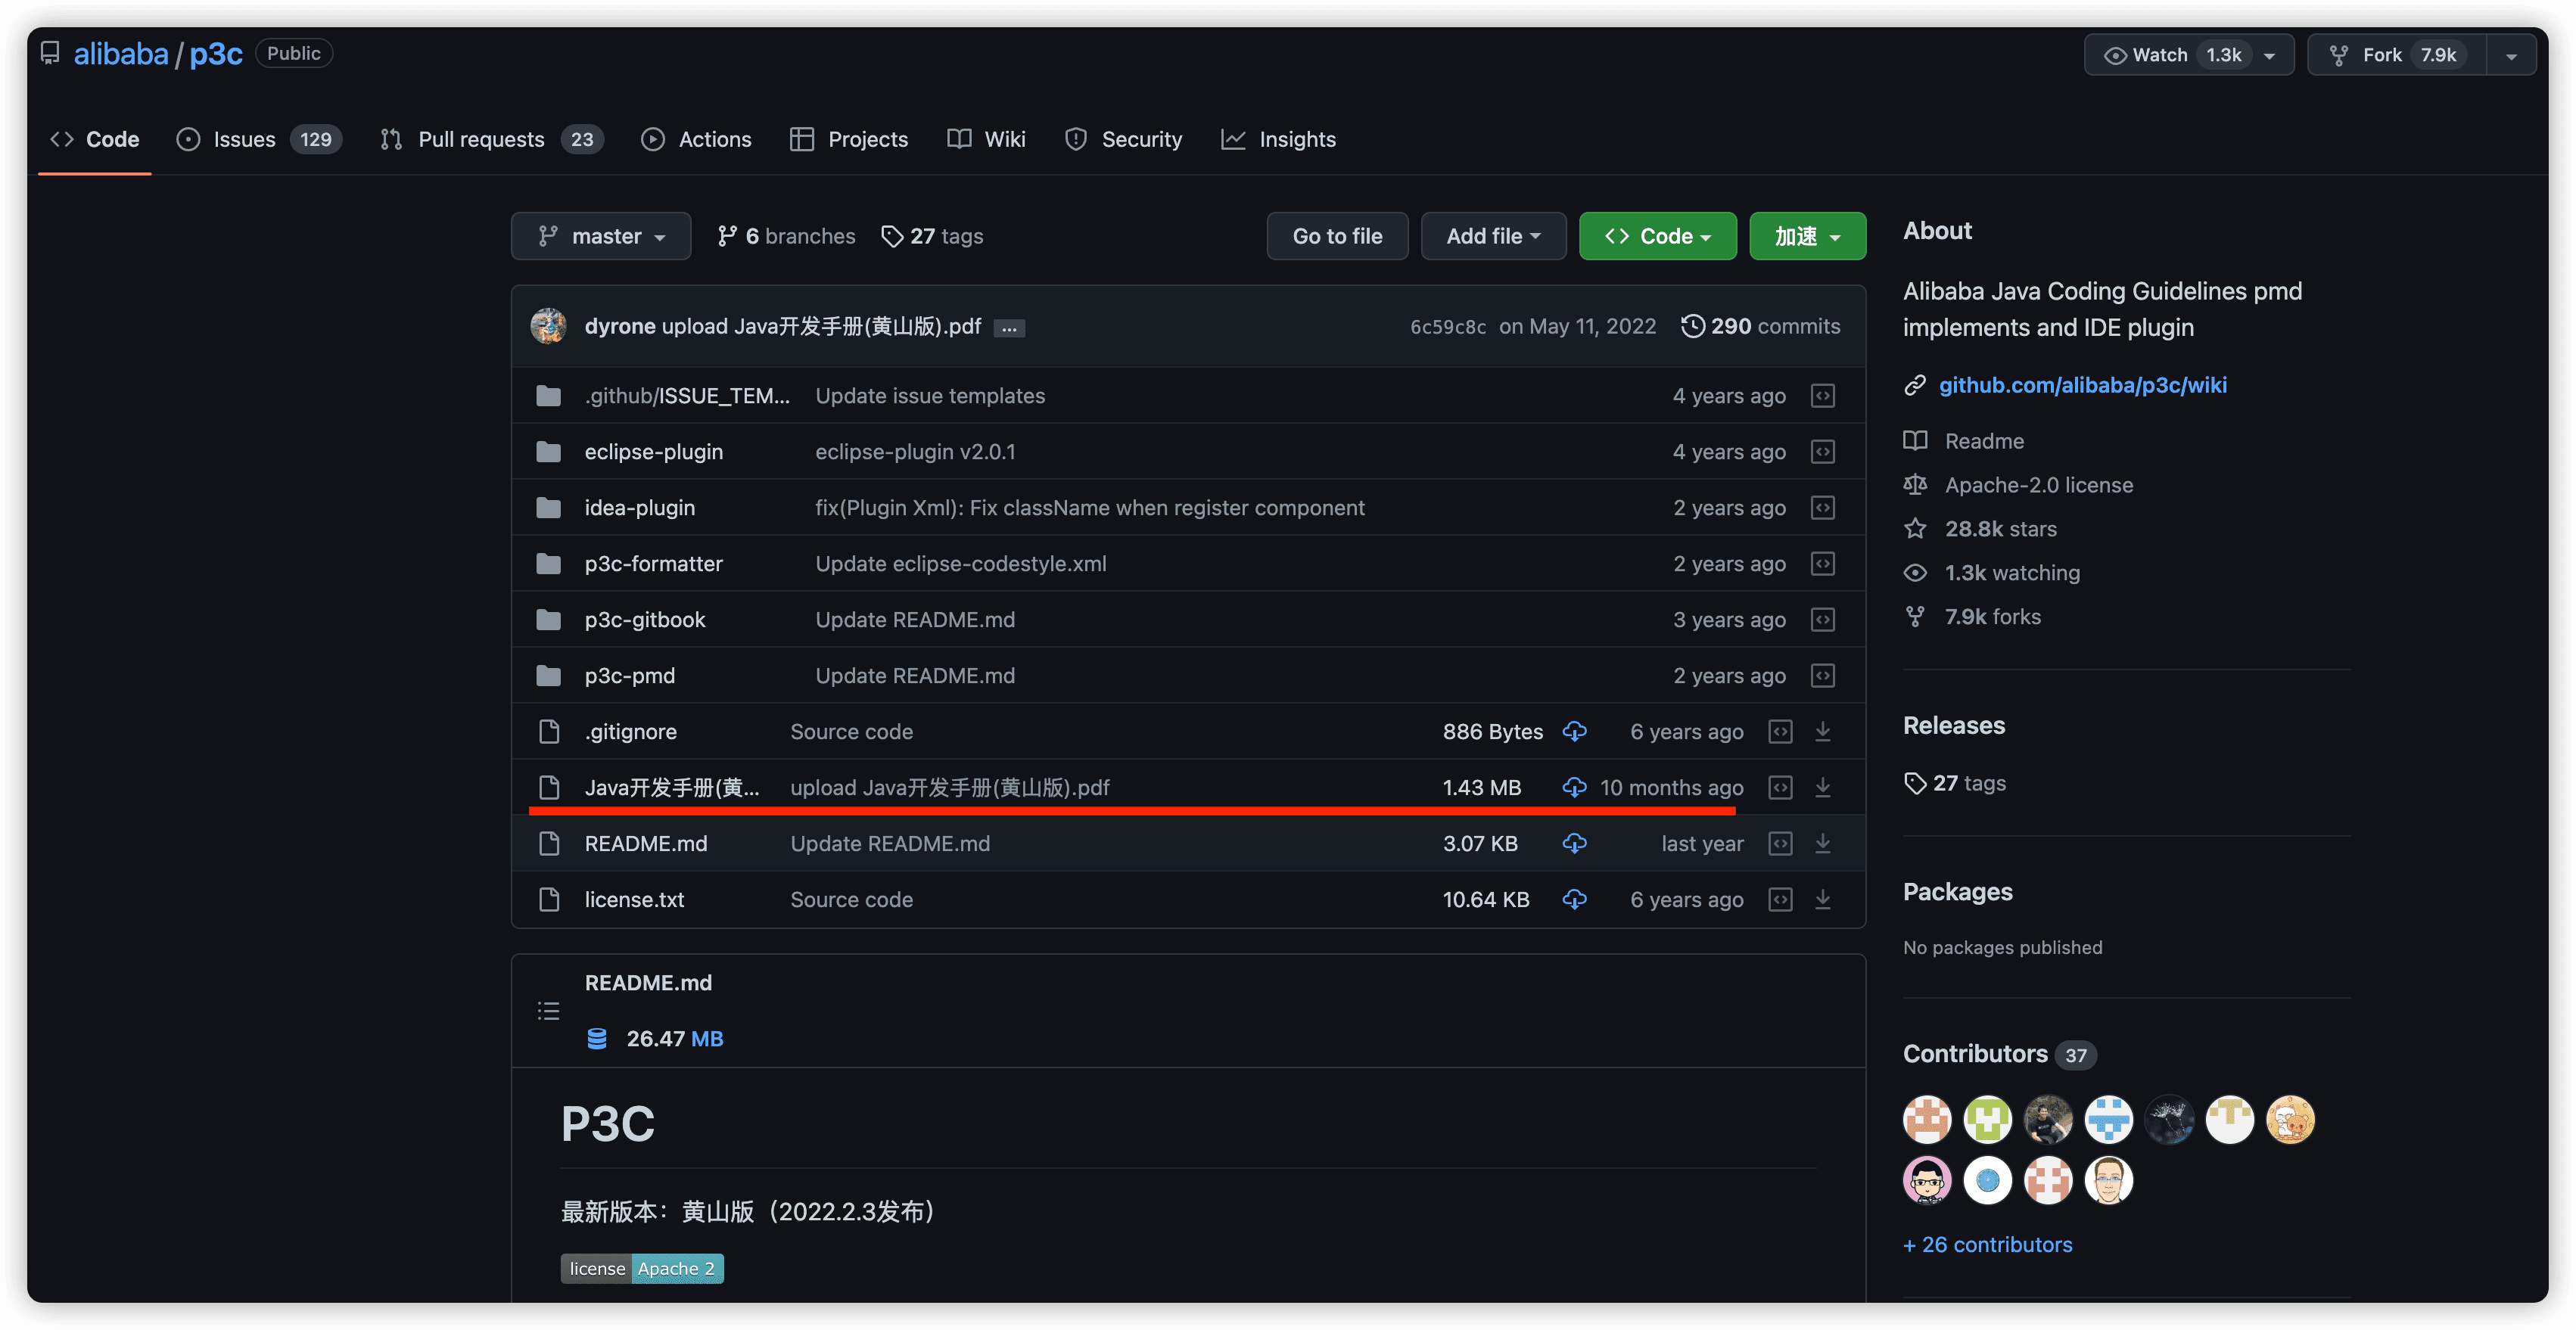 alibaba / p3c Public
Watch 1.3k Fork 7.9k
Code Issues 129 Pull requests 23 Actions Projects Wiki Security Insights
master 6 branches 27 tags Go to file Add file Code 加速
dyrone upload Java开发手册(黄山版).pdf ... 6c59c8c on May 11, 2022 290 commits
.github/ISSUE_TEM... Update issue templates 4 years ago
eclipse-plugin eclipse-plugin v2.0.1 4 years ago
idea-plugin fix(Plugin Xml): Fix className when register component 2 years ago
p3c-formatter Update eclipse-codestyle.xml 2 years ago
p3c-gitbook Update README.md 3 years ago
p3c-pmd Update README.md 2 years ago
.gitignore Source code 886 Bytes 6 years ago
Java开发手册(黄... upload Java开发手册(黄山版).pdf 1.43 MB 10 months ago
README.md Update README.md 3.07 KB last year
license.txt Source code 10.64 KB 6 years ago
README.md
26.47 MB
P3C
最新版本：黄山版（2022.2.3发布）
license Apache 2
About
Alibaba Java Coding Guidelines pmd
implements and IDE plugin
github.com/alibaba/p3c/wiki
Readme
Apache-2.0 license
28.8k stars
1.3k watching
7.9k forks
Releases
27 tags
Packages
No packages published
Contributors 37
+ 26 contributors